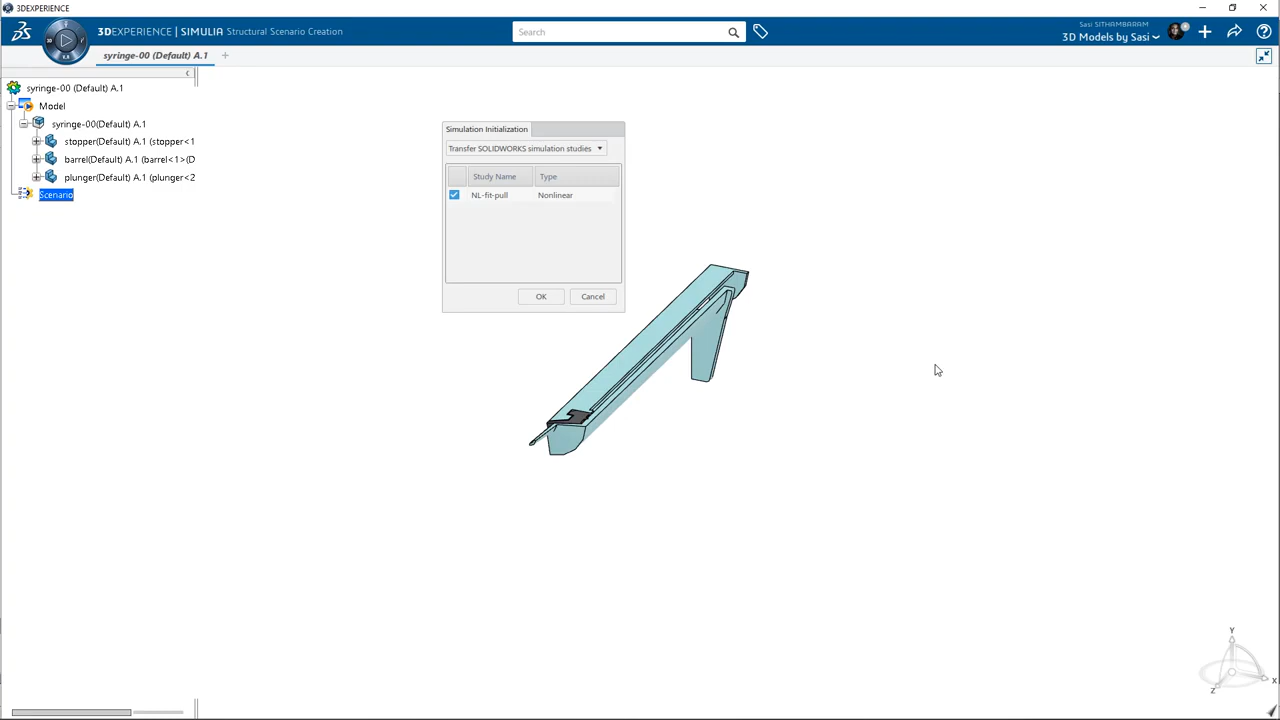 3DEXPERIENCE
3DEXPERIENCE | SIMULIA Structural Scenario Creation
Search
Sasi SITHAMBARAM
3D Models by Sasi
syringe-00 (Default) A.1
syringe-00 (Default) A.1
Model
syringe-00(Default) A.1
stopper(Default) A.1 (stopper<1
barrel(Default) A.1 (barrel<1>(D
plunger(Default) A.1 (plunger<2
Scenario
Simulation Initialization
Transfer SOLIDWORKS simulation studies
Study Name Type
NL-fit-pull Nonlinear
OK Cancel
Y
X
Z